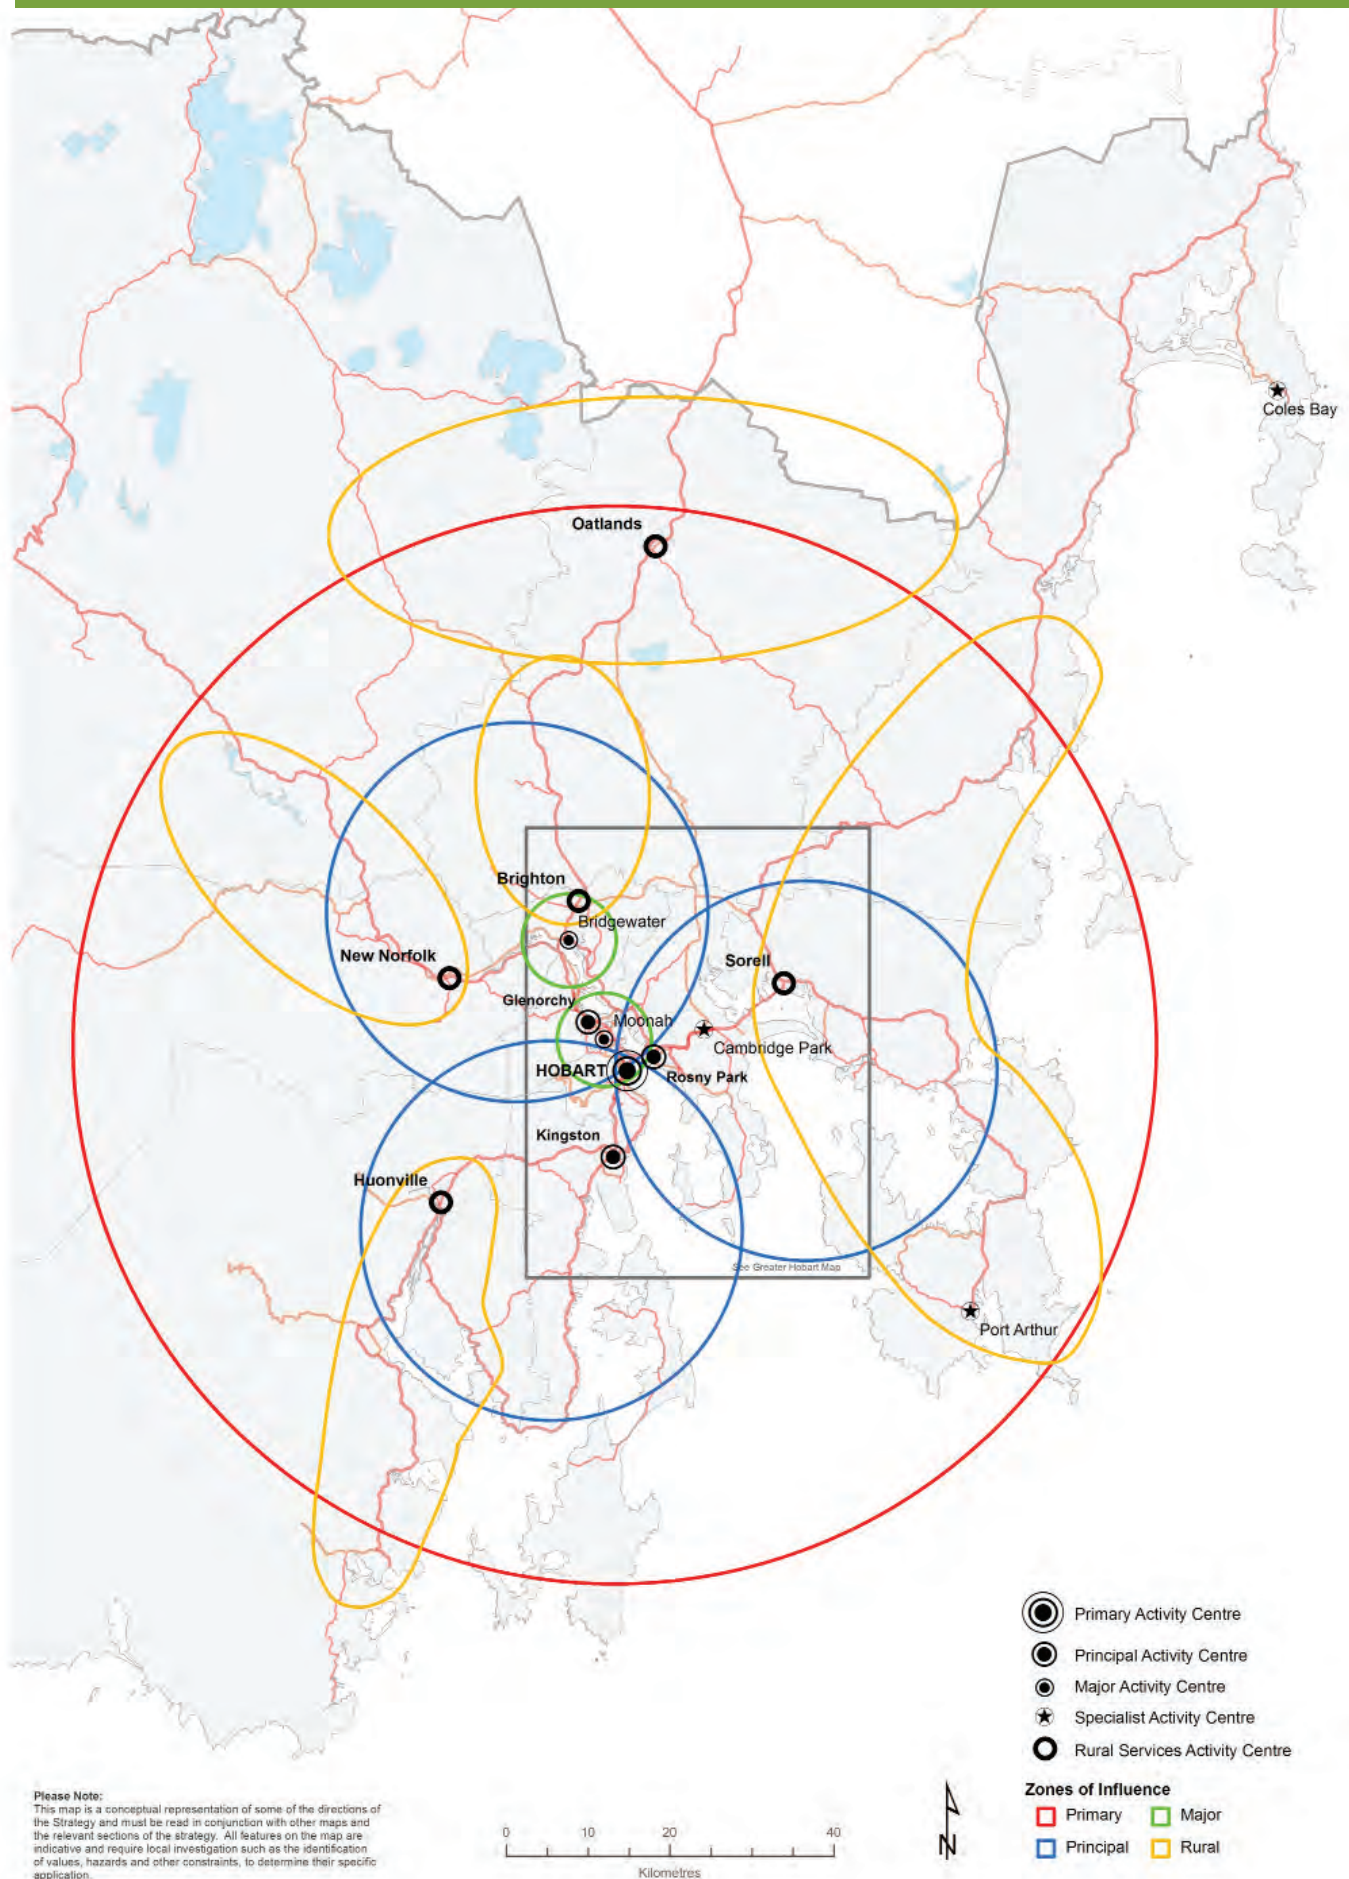 Coles Bay
Oatlands
Brighton
Bridgewater
New Norfolk
Sorell
Glenorchy
Moonah
Cambridge Park
HOBART
Rosny Park
Kingston
Huonville
See Greater Hobart Map
Port Arthur
Primary Activity Centre
Principal Activity Centre
Major Activity Centre
Specialist Activity Centre
Rural Services Activity Centre
Zones of Influence
Primary
Major
Principal
Rural
Please Note:
This map is a conceptual representation of some of the directions of
the Strategy and must be read in conjunction with other maps and
the relevant sections of the strategy. All features on the map are
indicative and require local investigation such as the identification
of values, hazards and other constraints, to determine their specific
application.
0 10 20 40
Kilometres
N